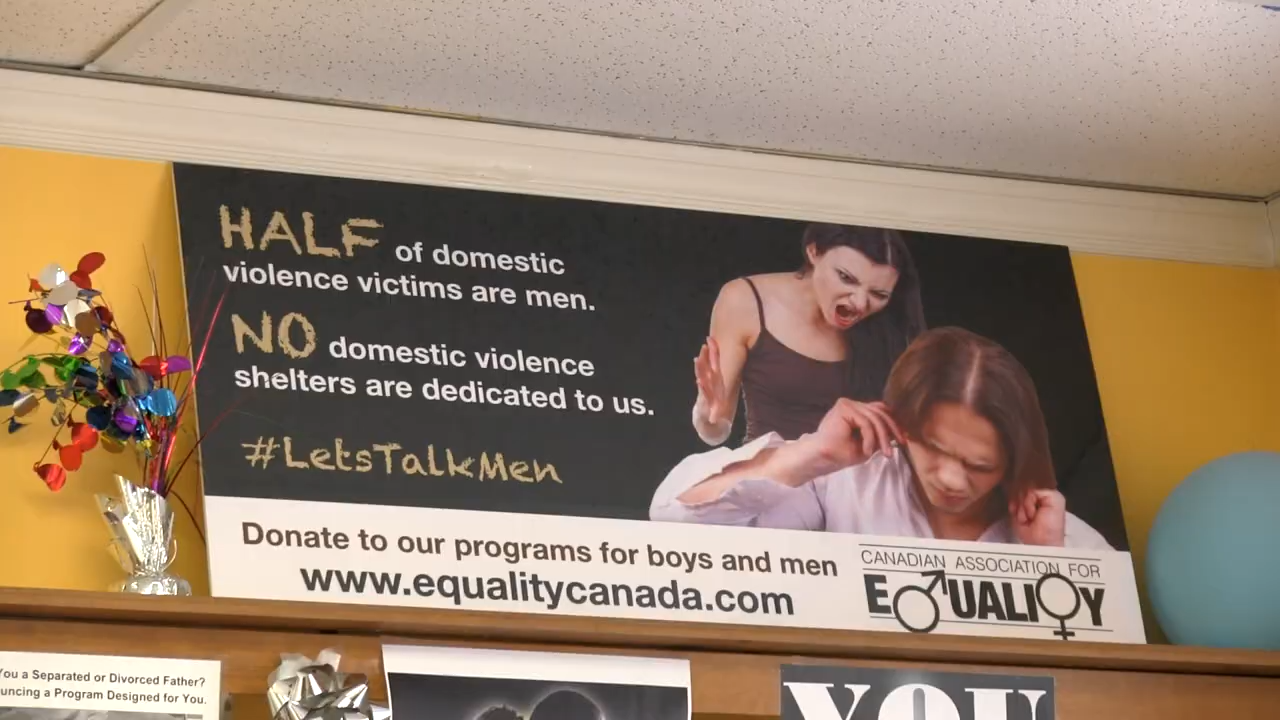 HALF of domestic
violence victims are men.
NO domestic violence
shelters are dedicated to us.
#LetsTalkMen
Donate to our programs for boys and men
www.equalitycanada.com
CANADIAN ASSOCIATION FOR
EQUALITY
You a Separated or Divorced Father?
uncing a Program Designed for You.
YOU